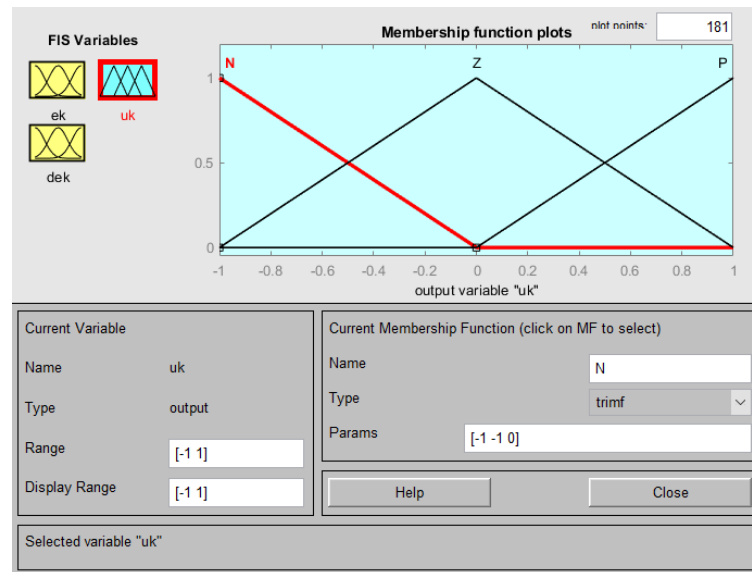 FIS Variables
Membership function plots
plot points:
181
ek
uk
dek
N
Z
P
1
0.5
0
-1
-0.8
-0.6
-0.4
-0.2
0
0.2
0.4
0.6
0.8
1
output variable "uk"
Current Variable
Name
uk
Type
output
Range
[-1 1]
Display Range
[-1 1]
Current Membership Function (click on MF to select)
Name
N
Type
trimf
Params
[-1 -1 0]
Help
Close
Selected variable "uk"